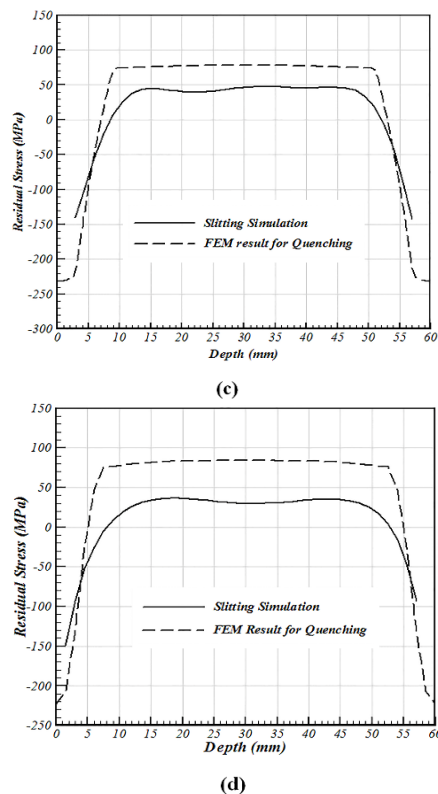 150
100
50
0
-50
-100
-150
-200
-250
-300
Residual Stress (MPa)
Slitting Simulation
FEM result for Quenching
0 5 10 15 20 25 30 35 40 45 50 55 60
Depth (mm)
(c)
150
100
50
0
-50
-100
-150
-200
-250
Residual Stress (MPa)
Slitting Simulation
FEM Result for Quenching
0 5 10 15 20 25 30 35 40 45 50 55 60
Depth (mm)
(d)